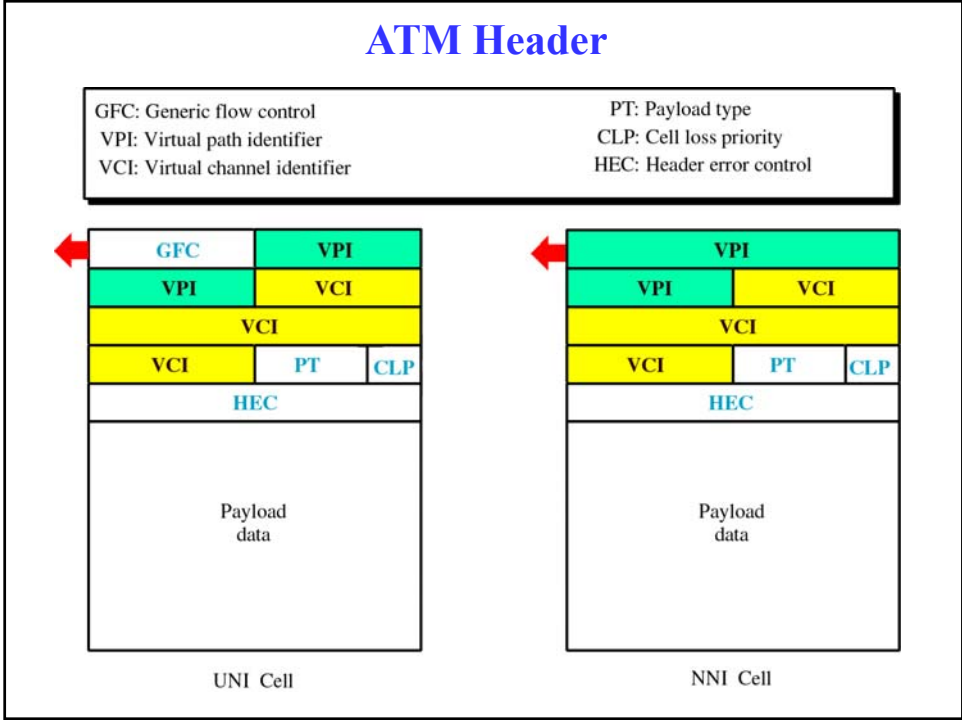 ATM Header
GFC: Generic flow control
VPI: Virtual path identifier
VCI: Virtual channel identifier
PT: Payload type
CLP: Cell loss priority
HEC: Header error control
GFC VPI
VPI VCI
VCI
VCI PT CLP
HEC
Payload
data
UNI Cell
VPI
VPI VCI
VCI
VCI PT CLP
HEC
Payload
data
NNI Cell